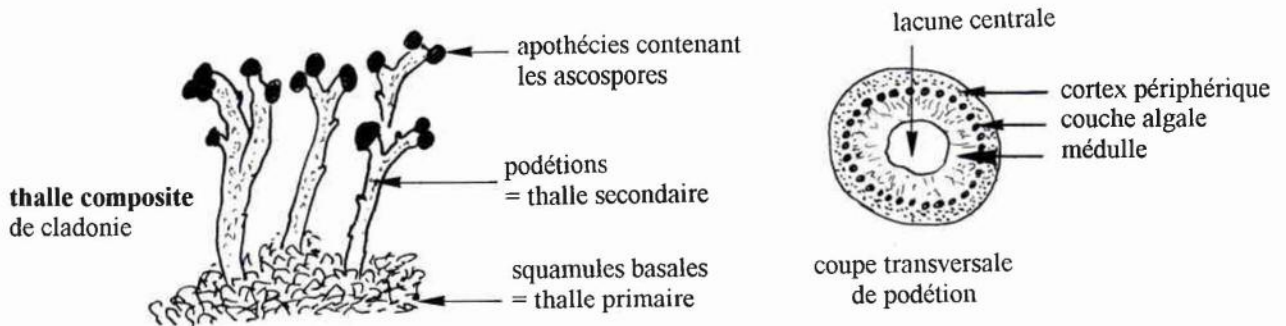 apothécies contenant
les ascospores
podétions
= thalle secondaire
thalle composite
de cladonie
squamules basales
= thalle primaire
lacune centrale
cortex périphérique
couche algale
médulle
coupe transversale
de podétion